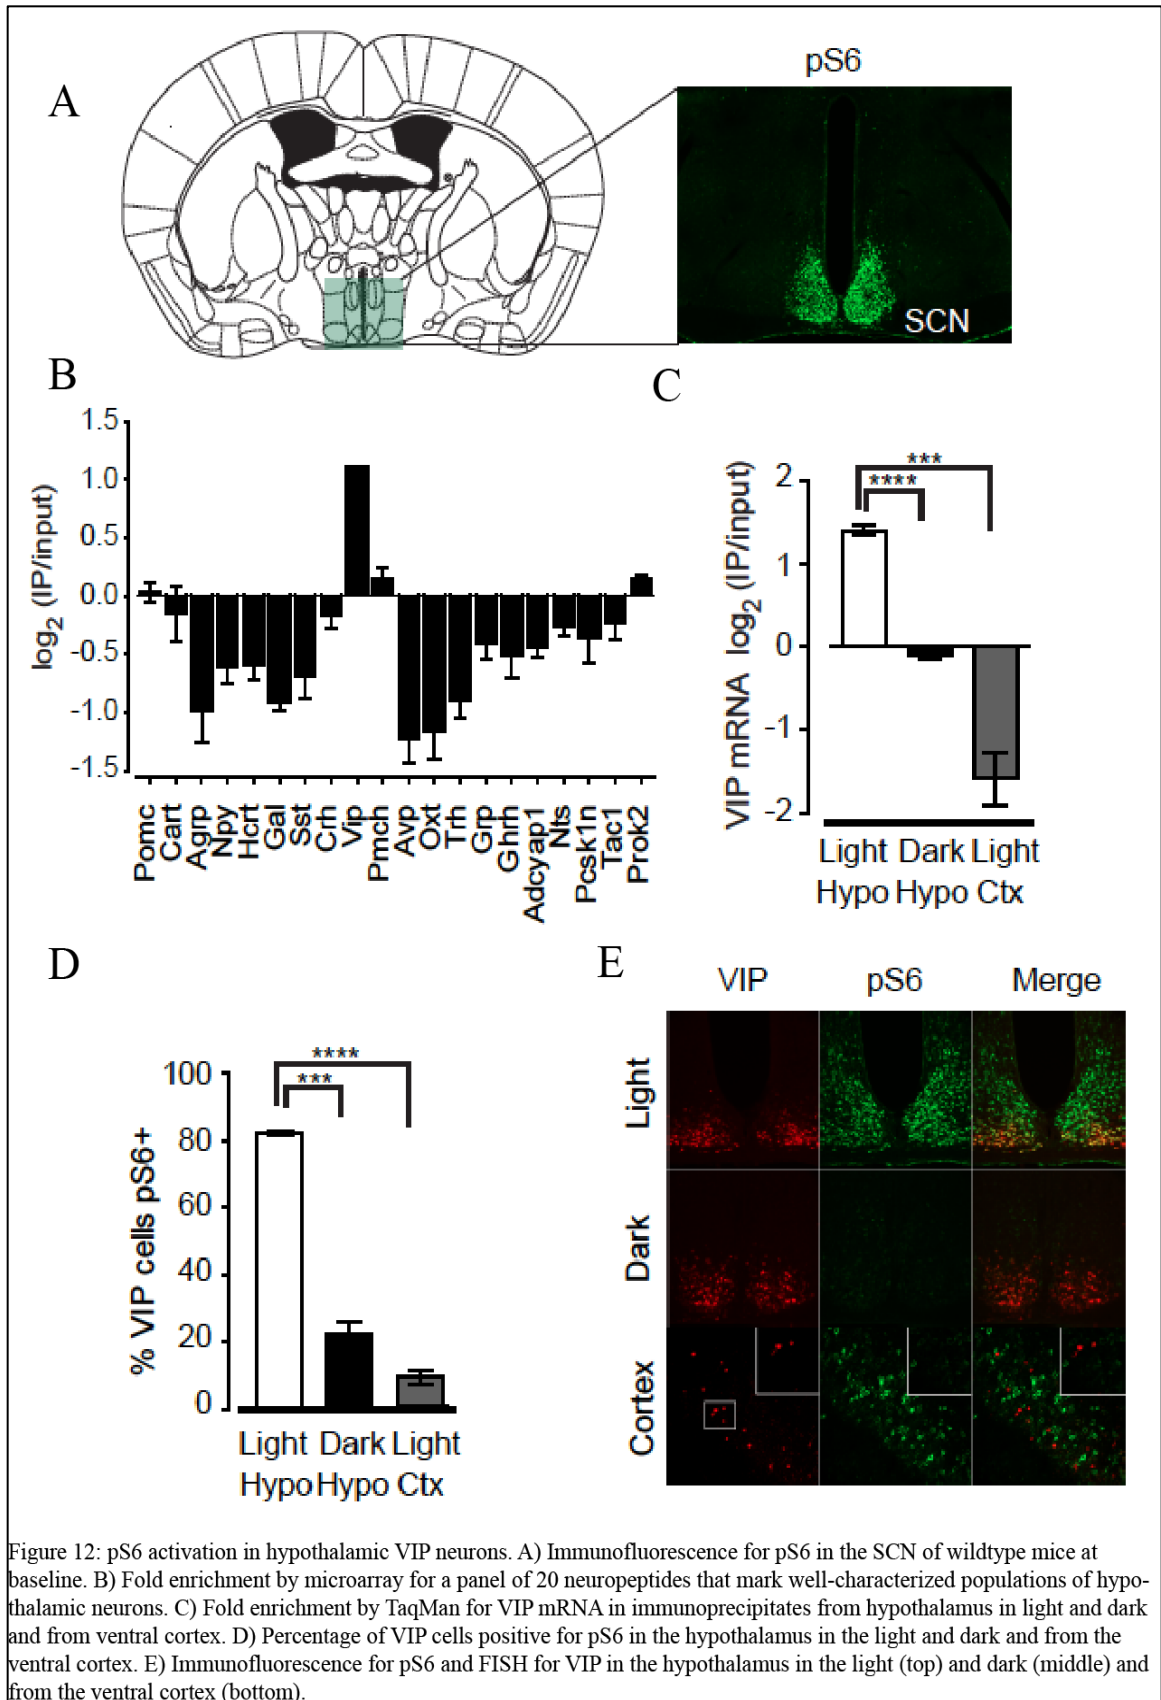 A
pS6
SCN
B
C
1.5
1.0
0.5
0.0
-0.5
-1.0
-1.5
log2 (IP/input)
Pomc
Cart
Agrp
Npy
Hcrt
Gal
Sst
Crh
Vip
Pmch
Avp
Oxt
Trh
Grp
Ghrh
Adcyap1
Nts
Pcsk1n
Tac1
Prok2
VIP mRNA log2 (IP/input)
2
1
0
-1
-2
***
****
Light Dark Light
Hypo Hypo Ctx
D
E
% VIP cells pS6+
100
80
60
40
20
0
****
***
Light Dark Light
Hypo Hypo Ctx
VIP pS6 Merge
Light
Dark
Cortex
Figure 12: pS6 activation in hypothalamic VIP neurons. A) Immunofluorescence for pS6 in the SCN of wildtype mice at
baseline. B) Fold enrichment by microarray for a panel of 20 neuropeptides that mark well-characterized populations of hypo-
thalamic neurons. C) Fold enrichment by TaqMan for VIP mRNA in immunoprecipitates from hypothalamus in light and dark
and from ventral cortex. D) Percentage of VIP cells positive for pS6 in the hypothalamus in the light and dark and from the
ventral cortex. E) Immunofluorescence for pS6 and FISH for VIP in the hypothalamus in the light (top) and dark (middle) and
from the ventral cortex (bottom).